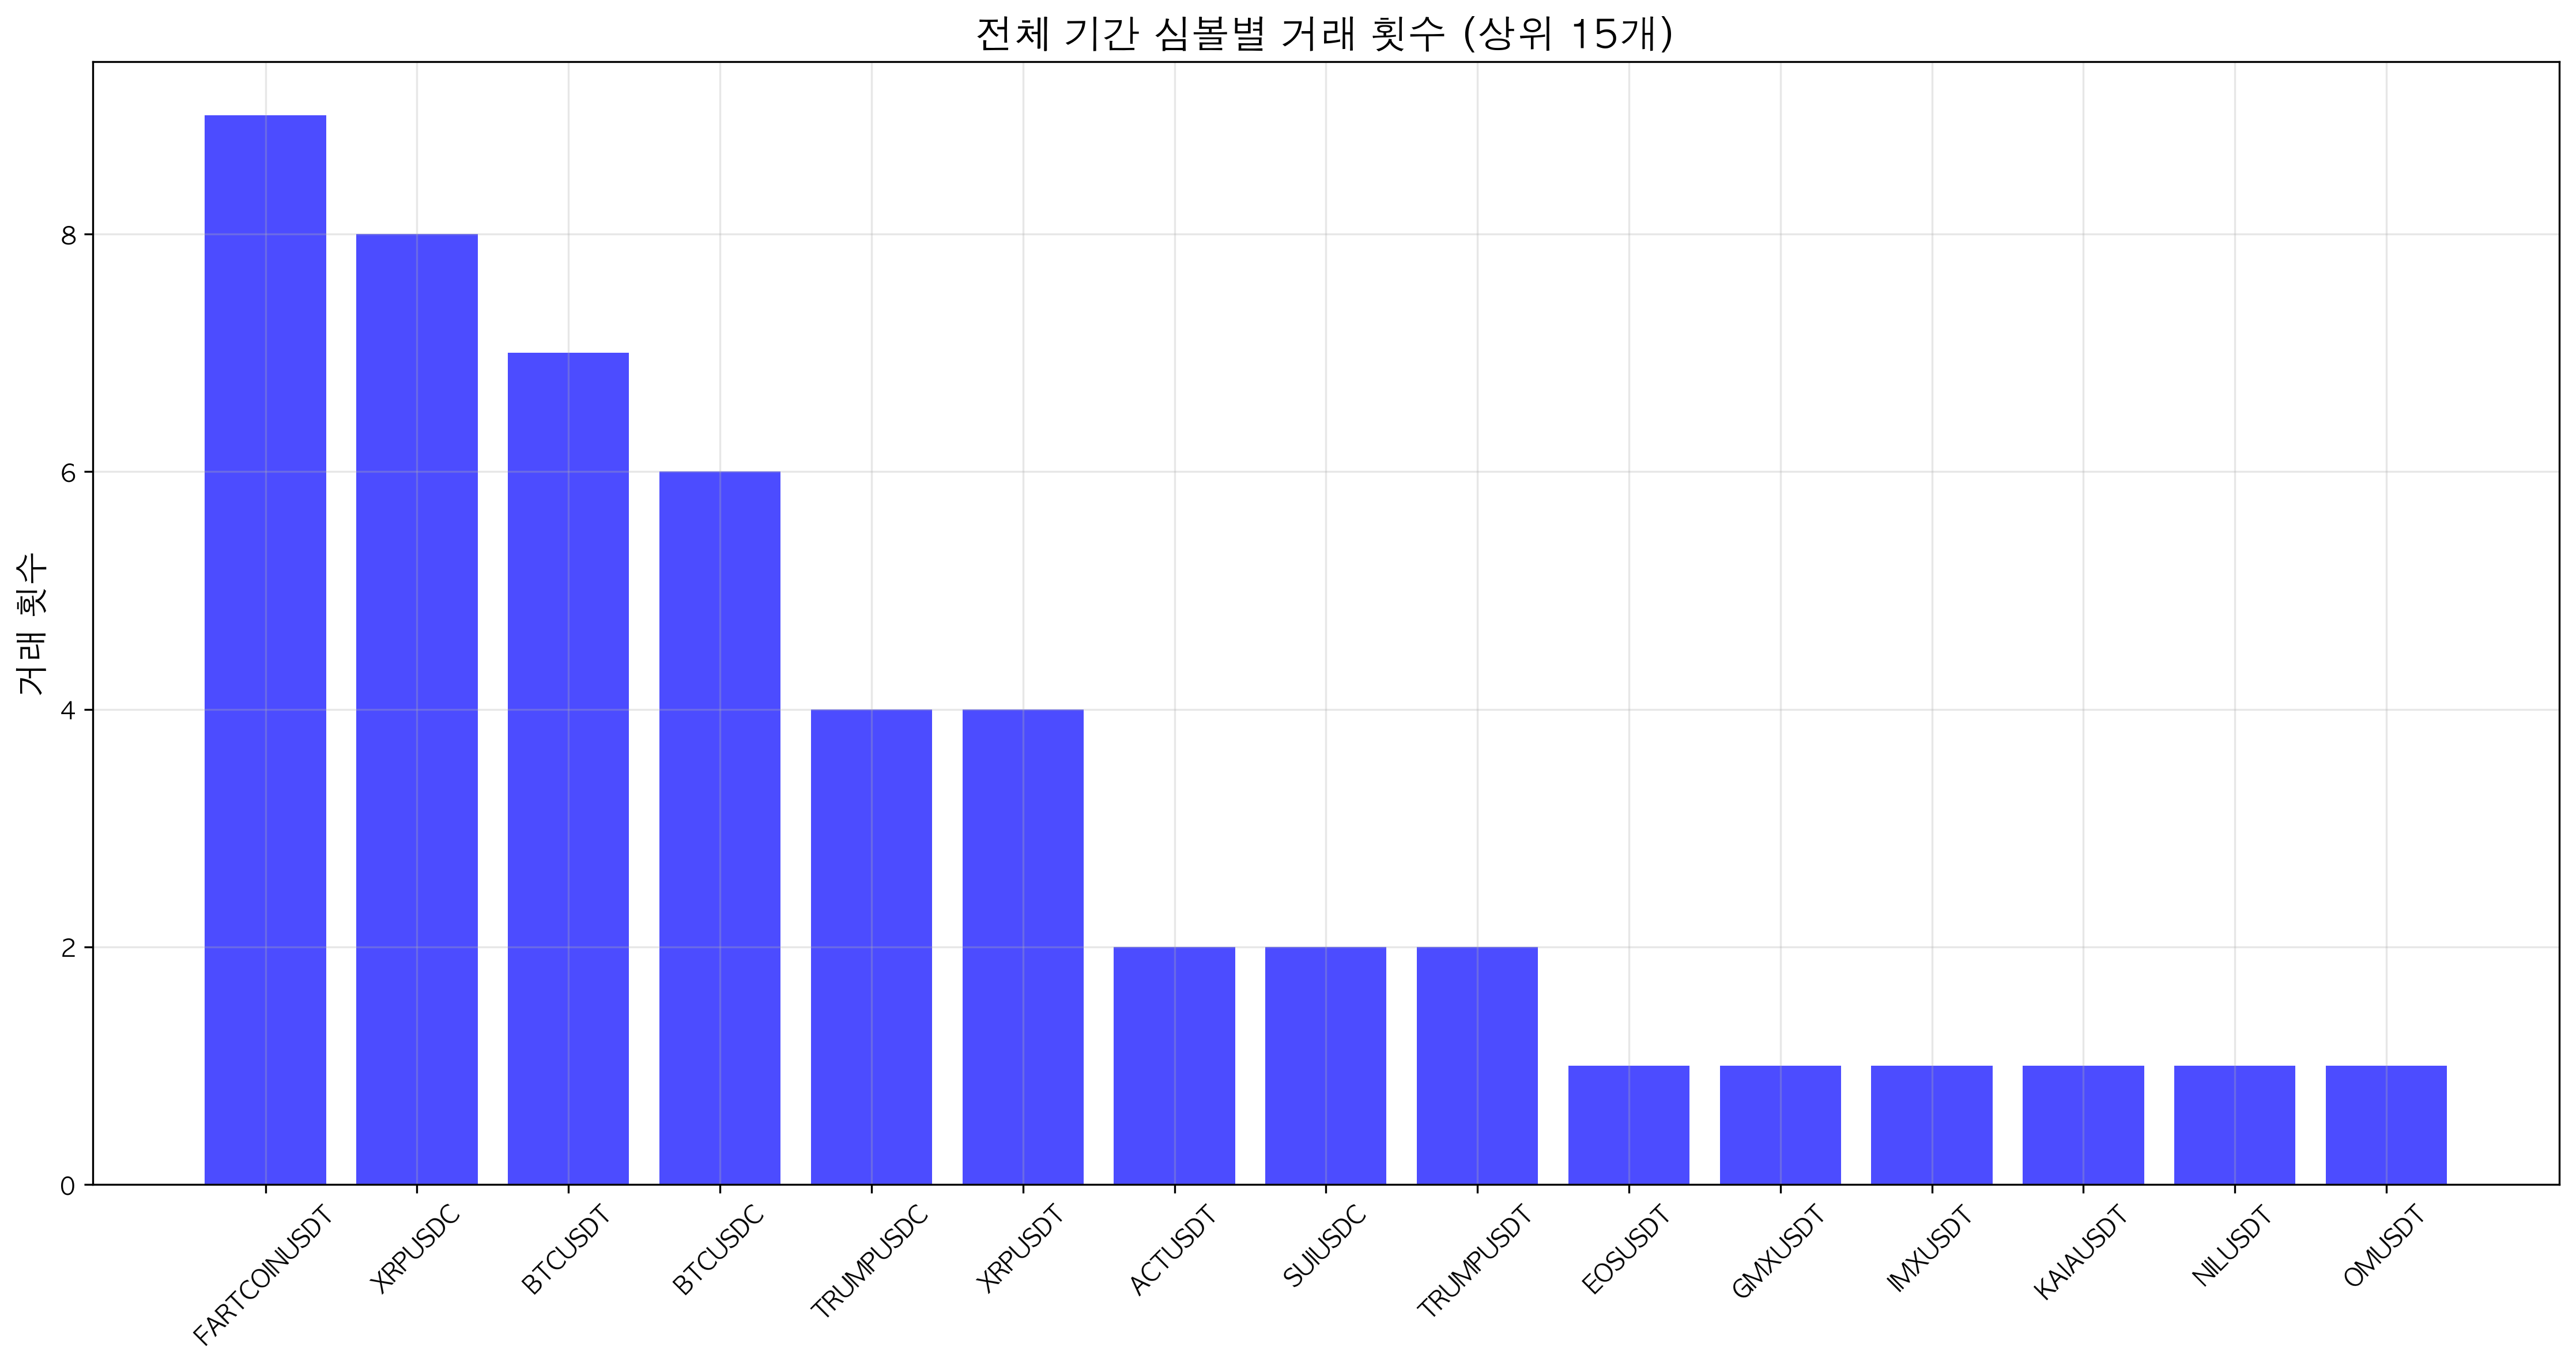 전체 기간 심볼별 거래 횟수 (상위 15개)
거래 횟수
8
6
4
2
0
FARTCOINUSDT
XRPUSDC
BTCUSDT
BTCUSDC
TRUMPUSDC
XRPUSDT
ACTUSDT
SUIUSDC
TRUMPUSDT
EOSUSDT
GMXUSDT
IMXUSDT
KAIAUSDT
NILUSDT
OMUSDT